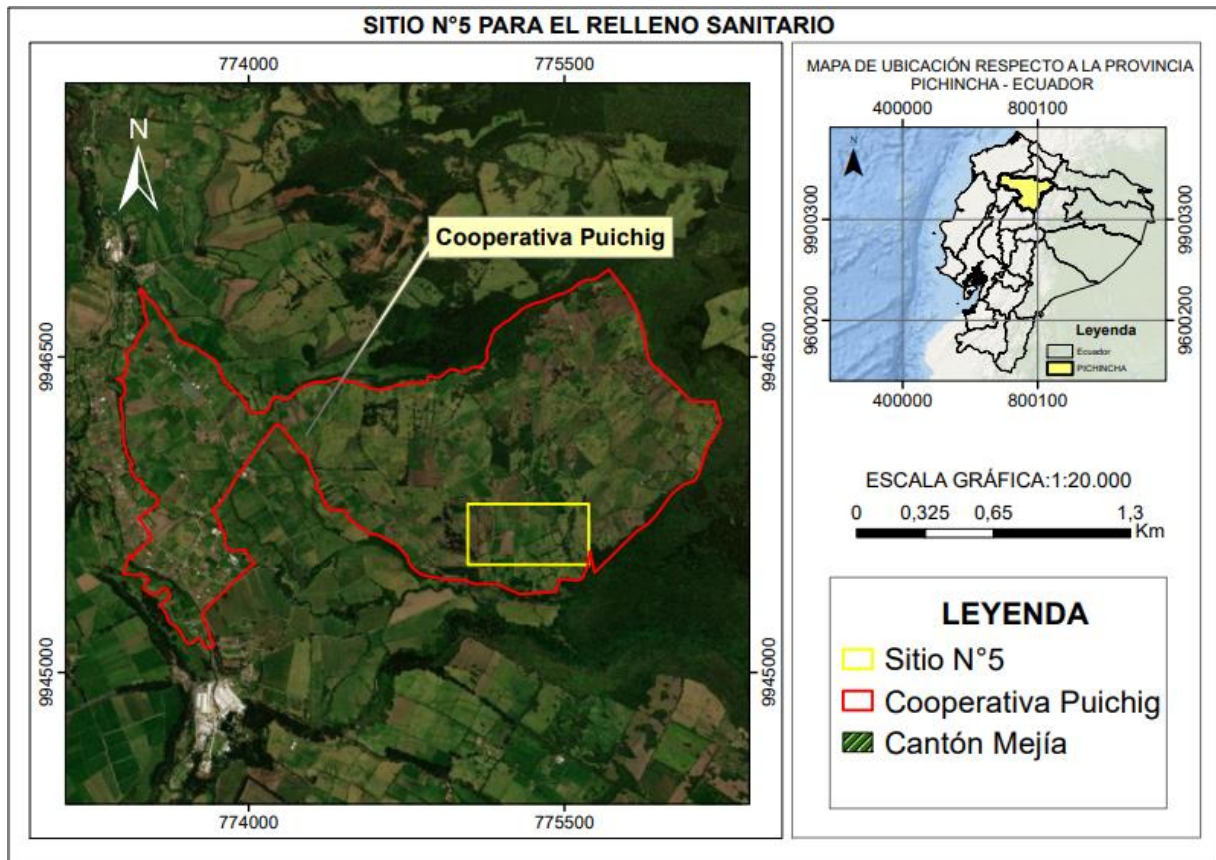 SITIO N°5 PARA EL RELLENO SANITARIO
774000
775500
N
Cooperativa Puichig
9946500
9946500
9945000
9945000
774000
775500
MAPA DE UBICACIÓN RESPECTO A LA PROVINCIA
PICHINCHA - ECUADOR
400000
800100
N
9900300
9900300
9600200
9600200
Leyenda
Ecuador
PICHINCHA
400000
800100
ESCALA GRÁFICA:1:20.000
0 0,325 0,65 1,3
Km
LEYENDA
Sitio N°5
Cooperativa Puichig
Cantón Mejía